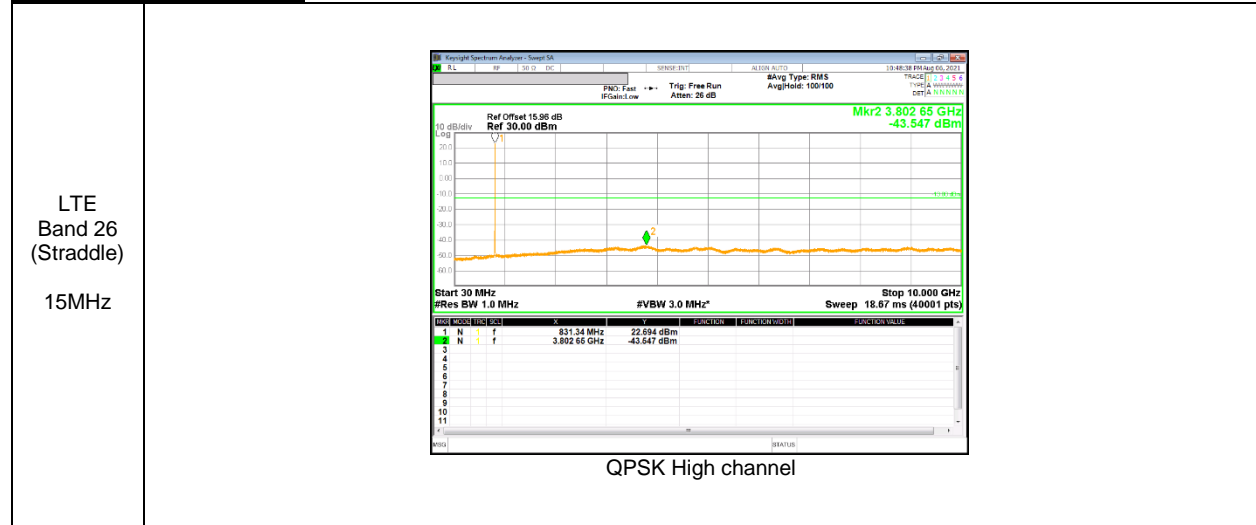 LTE
Band 26
(Straddle)
15MHz
Keysight Spectrum Analyzer - Swept SA
RL RF 50 Ω DC SENSE:INT ALIGN AUTO 10:48:38 PM Aug 06, 2021
PNO: Fast Trig: Free Run #Avg Type: RMS TRACE 1 2 3 4 5 6
IFGain:Low Atten: 26 dB Avg|Hold: 100/100 TYPE A WWWWW
DET A N N N N N
Mkr2 3.802 65 GHz
-43.547 dBm
Ref Offset 15.96 dB
10 dB/div Ref 30.00 dBm
Log
1
20.0
10.0
0.00
-10.0
-20.0
-30.0
2
-40.0
-50.0
-60.0
Start 30 MHz Stop 10.000 GHz
#Res BW 1.0 MHz #VBW 3.0 MHz* Sweep 18.67 ms (40001 pts)
MKR MODE TRC SCL X Y FUNCTION FUNCTION WIDTH FUNCTION VALUE
1 N 1 f 831.34 MHz 22.694 dBm
2 N 1 f 3.802 65 GHz -43.547 dBm
3
4
5
6
7
8
9
10
11
MSG STATUS
QPSK High channel